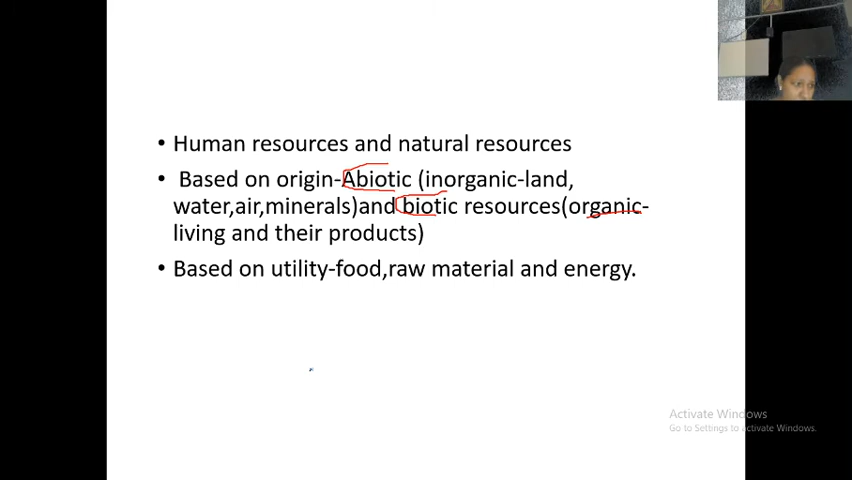 • Human resources and natural resources
• Based on origin-Abiotic (inorganic-land,
water,air,minerals)and biotic resources(organic-
living and their products)
• Based on utility-food,raw material and energy.
Activate Windows
Go to Settings to activate Windows.